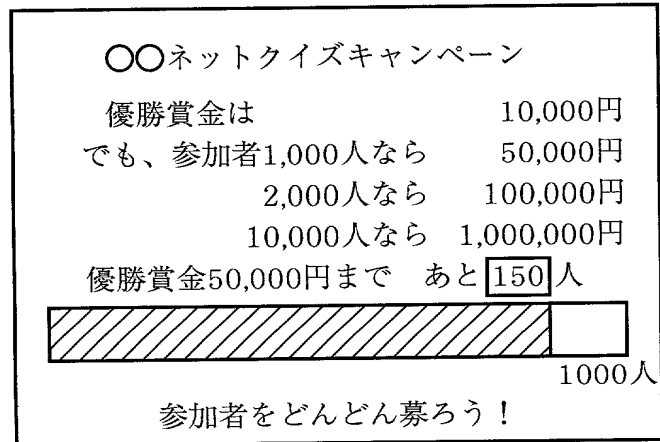 ○○ネットクイズキャンペーン
優勝賞金は 10,000円
でも、参加者1,000人なら 50,000円
2,000人なら 100,000円
10,000人なら 1,000,000円
優勝賞金50,000円まで あと150人
1000人
参加者をどんどん募ろう！